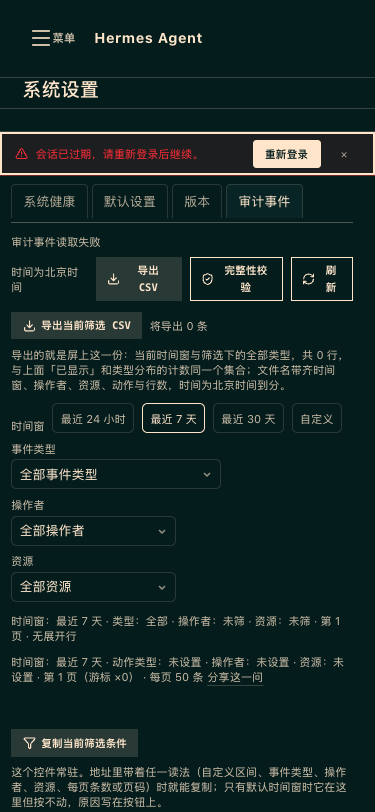 菜单 Hermes Agent
系统设置
会话已过期，请重新登录后继续。 重新登录 ×
系统健康 默认设置 版本 审计事件
审计事件读取失败
时间为北京时
间
导出
CSV
完整性校
验
刷
新
导出当前筛选 CSV 将导出 0 条
导出的就是屏上这一份：当前时间窗与筛选下的全部类型，共 0 行，
与上面「已显示」和类型分布的计数同一个集合；文件名带齐时间
窗、操作者、资源、动作与行数，时间为北京时间到分。
时间窗 最近 24 小时 最近 7 天 最近 30 天 自定义
事件类型
全部事件类型
操作者
全部操作者
资源
全部资源
时间窗：最近 7 天 · 类型：全部 · 操作者：未筛 · 资源：未筛 · 第 1
页 · 无展开行
时间窗：最近 7 天 · 动作类型：未设置 · 操作者：未设置 · 资源：未
设置 · 第 1 页（游标 ×0） · 每页 50 条 分享这一问
复制当前筛选条件
这个控件常驻。地址里带着任一读法（自定义区间、事件类型、操作
者、资源、每页条数或页码）时就能复制；只有默认时间窗时它在这
里但按不动，原因写在按钮上。